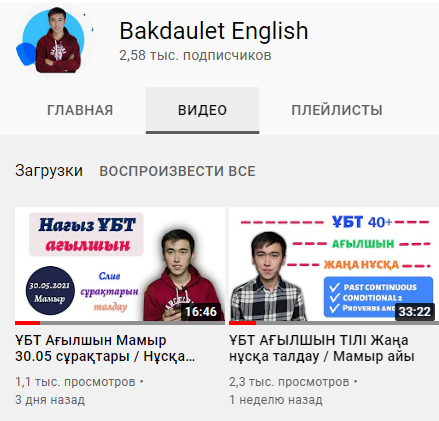 Bakdaulet English
2,58 тыс. подписчиков
ГЛАВНАЯ ВИДЕО ПЛЕЙЛИСТЫ
Загрузки ВОСПРОИЗВЕСТИ ВСЕ
Нағыз ҰБТ
ағылшын
30.05.2021
Мамыр
Слив
сұрақтарын
талдау
16:46
ҰБТ Ағылшын Мамыр
30.05 сұрақтары / Нұсқа...
1,1 тыс. просмотров •
3 дня назад
ҰБТ 40+
АҒЫЛШЫН
ЖАҢА НҰСҚА
PAST CONTINUOUS
CONDITIONAL 2
PROVERBS AND
33:22
ҰБТ АҒЫЛШЫН ТІЛІ Жаңа
нұсқа талдау / Мамыр айы
2,3 тыс. просмотров •
1 неделю назад